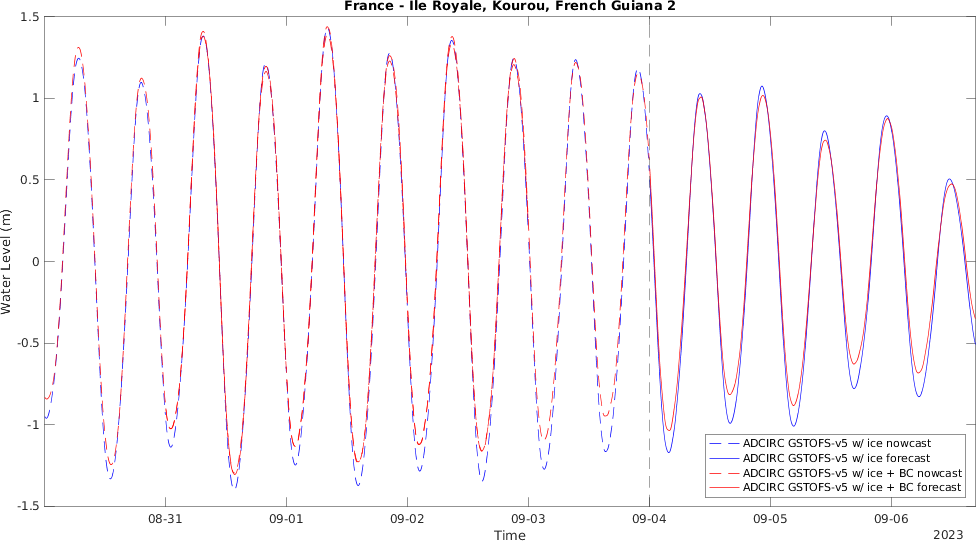 France - Ile Royale, Kourou, French Guiana 2
1.5
1
0.5
0
-0.5
-1
-1.5
Water Level (m)
08-31
09-01
09-02
09-03
09-04
09-05
09-06
Time
2023
ADCIRC GSTOFS-v5 w/ ice nowcast
ADCIRC GSTOFS-v5 w/ ice forecast
ADCIRC GSTOFS-v5 w/ ice + BC nowcast
ADCIRC GSTOFS-v5 w/ ice + BC forecast